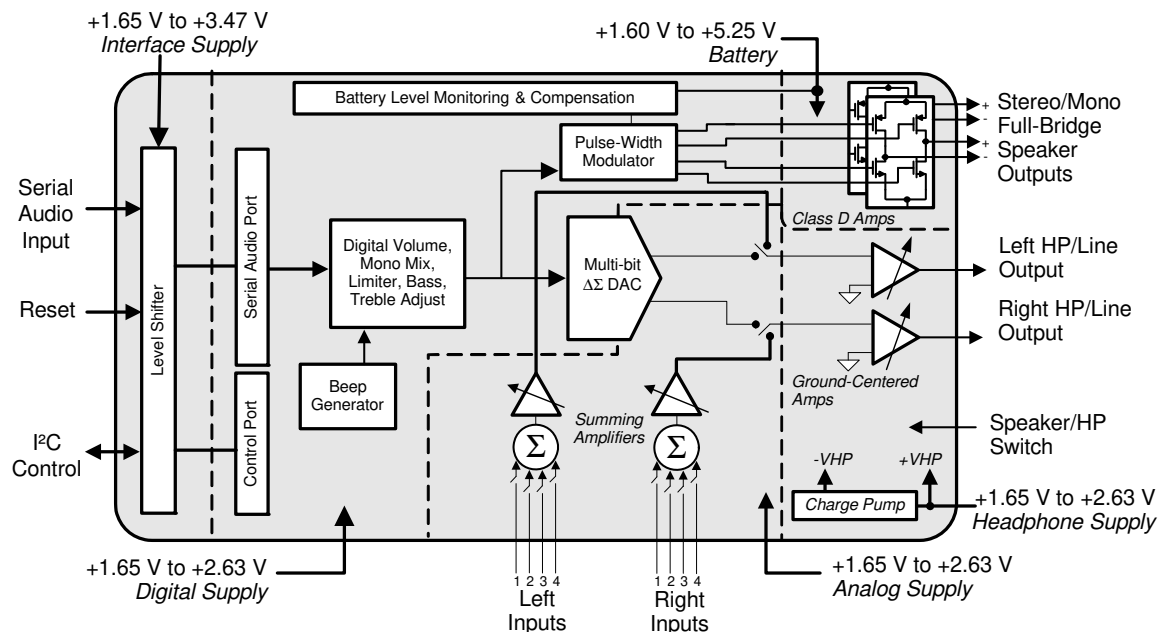 +1.65 V to +3.47 V
Interface Supply
+1.60 V to +5.25 V
Battery
Battery Level Monitoring & Compensation
Pulse-Width
Modulator
+
-
+
-
Stereo/Mono
Full-Bridge
Speaker
Outputs
Class D Amps
Serial
Audio
Input
Reset
I²C
Control
Level Shifter
Serial Audio Port
Control Port
Digital Volume,
Mono Mix,
Limiter, Bass,
Treble Adjust
Beep
Generator
Multi-bit
ΔΣ DAC
Left HP/Line
Output
Right HP/Line
Output
Ground-Centered
Amps
Summing
Amplifiers
Σ
Σ
Speaker/HP
Switch
-VHP
+VHP
Charge Pump
+1.65 V to +2.63 V
Headphone Supply
+1.65 V to +2.63 V
Digital Supply
1 2 3 4
Left
Inputs
1 2 3 4
Right
Inputs
+1.65 V to +2.63 V
Analog Supply